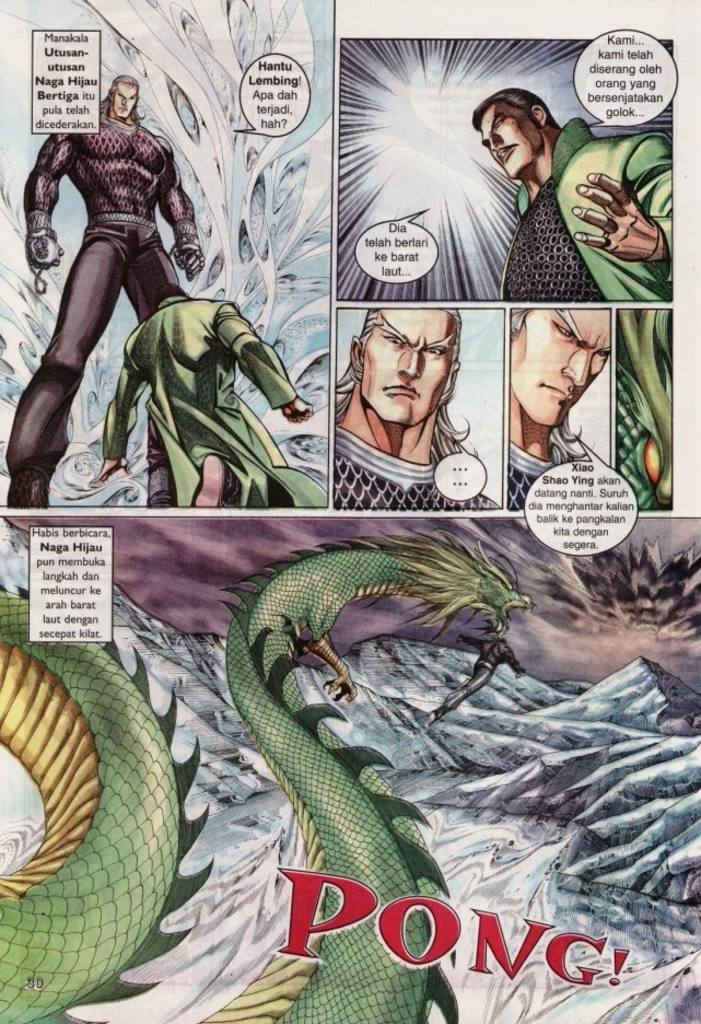 Manakala
Utusan-
utusan
Naga Hijau
Bertiga itu
pula telah
dicederakan.
Hantu
Lembing!
Apa dah
terjadi,
hah?
Kami...
kami telah
diserang oleh
orang yang
bersenjatakan
golok...
Dia
telah berlari
ke barat
laut...
...
...
Xiao
Shao Ying akan
datang nanti. Suruh
dia menghantar kalian
balik ke pangkalan
kita dengan
segera.
Habis berbicara,
Naga Hijau
pun membuka
langkah dan
meluncur ke
arah barat
laut dengan
secepat kilat.
PONG!
30